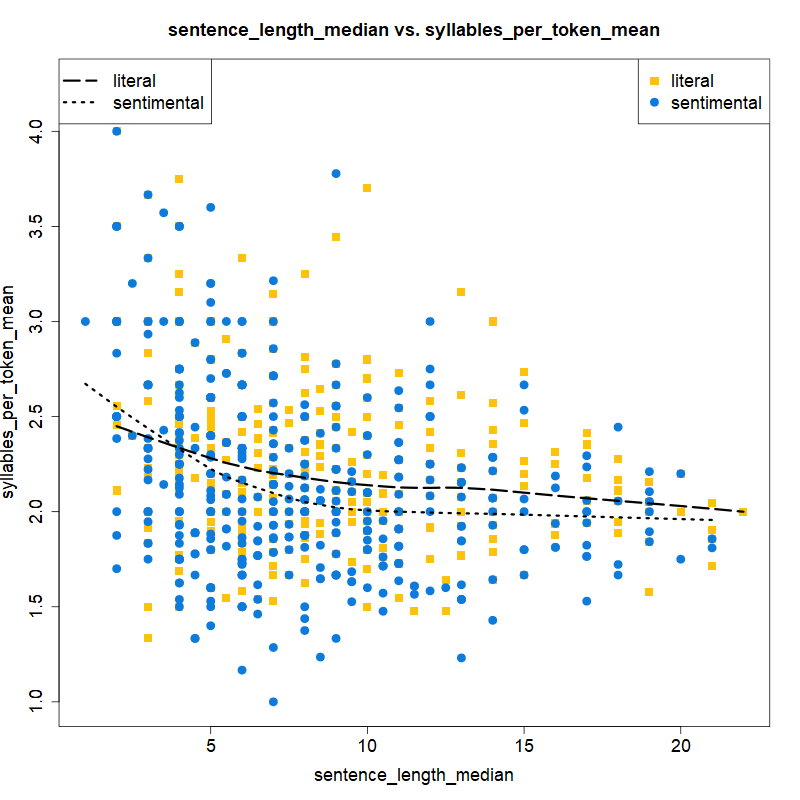 sentence_length_median vs. syllables_per_token_mean
literal
sentimental
literal
sentimental
syllables_per_token_mean
4.0
3.5
3.0
2.5
2.0
1.5
1.0
5 10 15 20
sentence_length_median